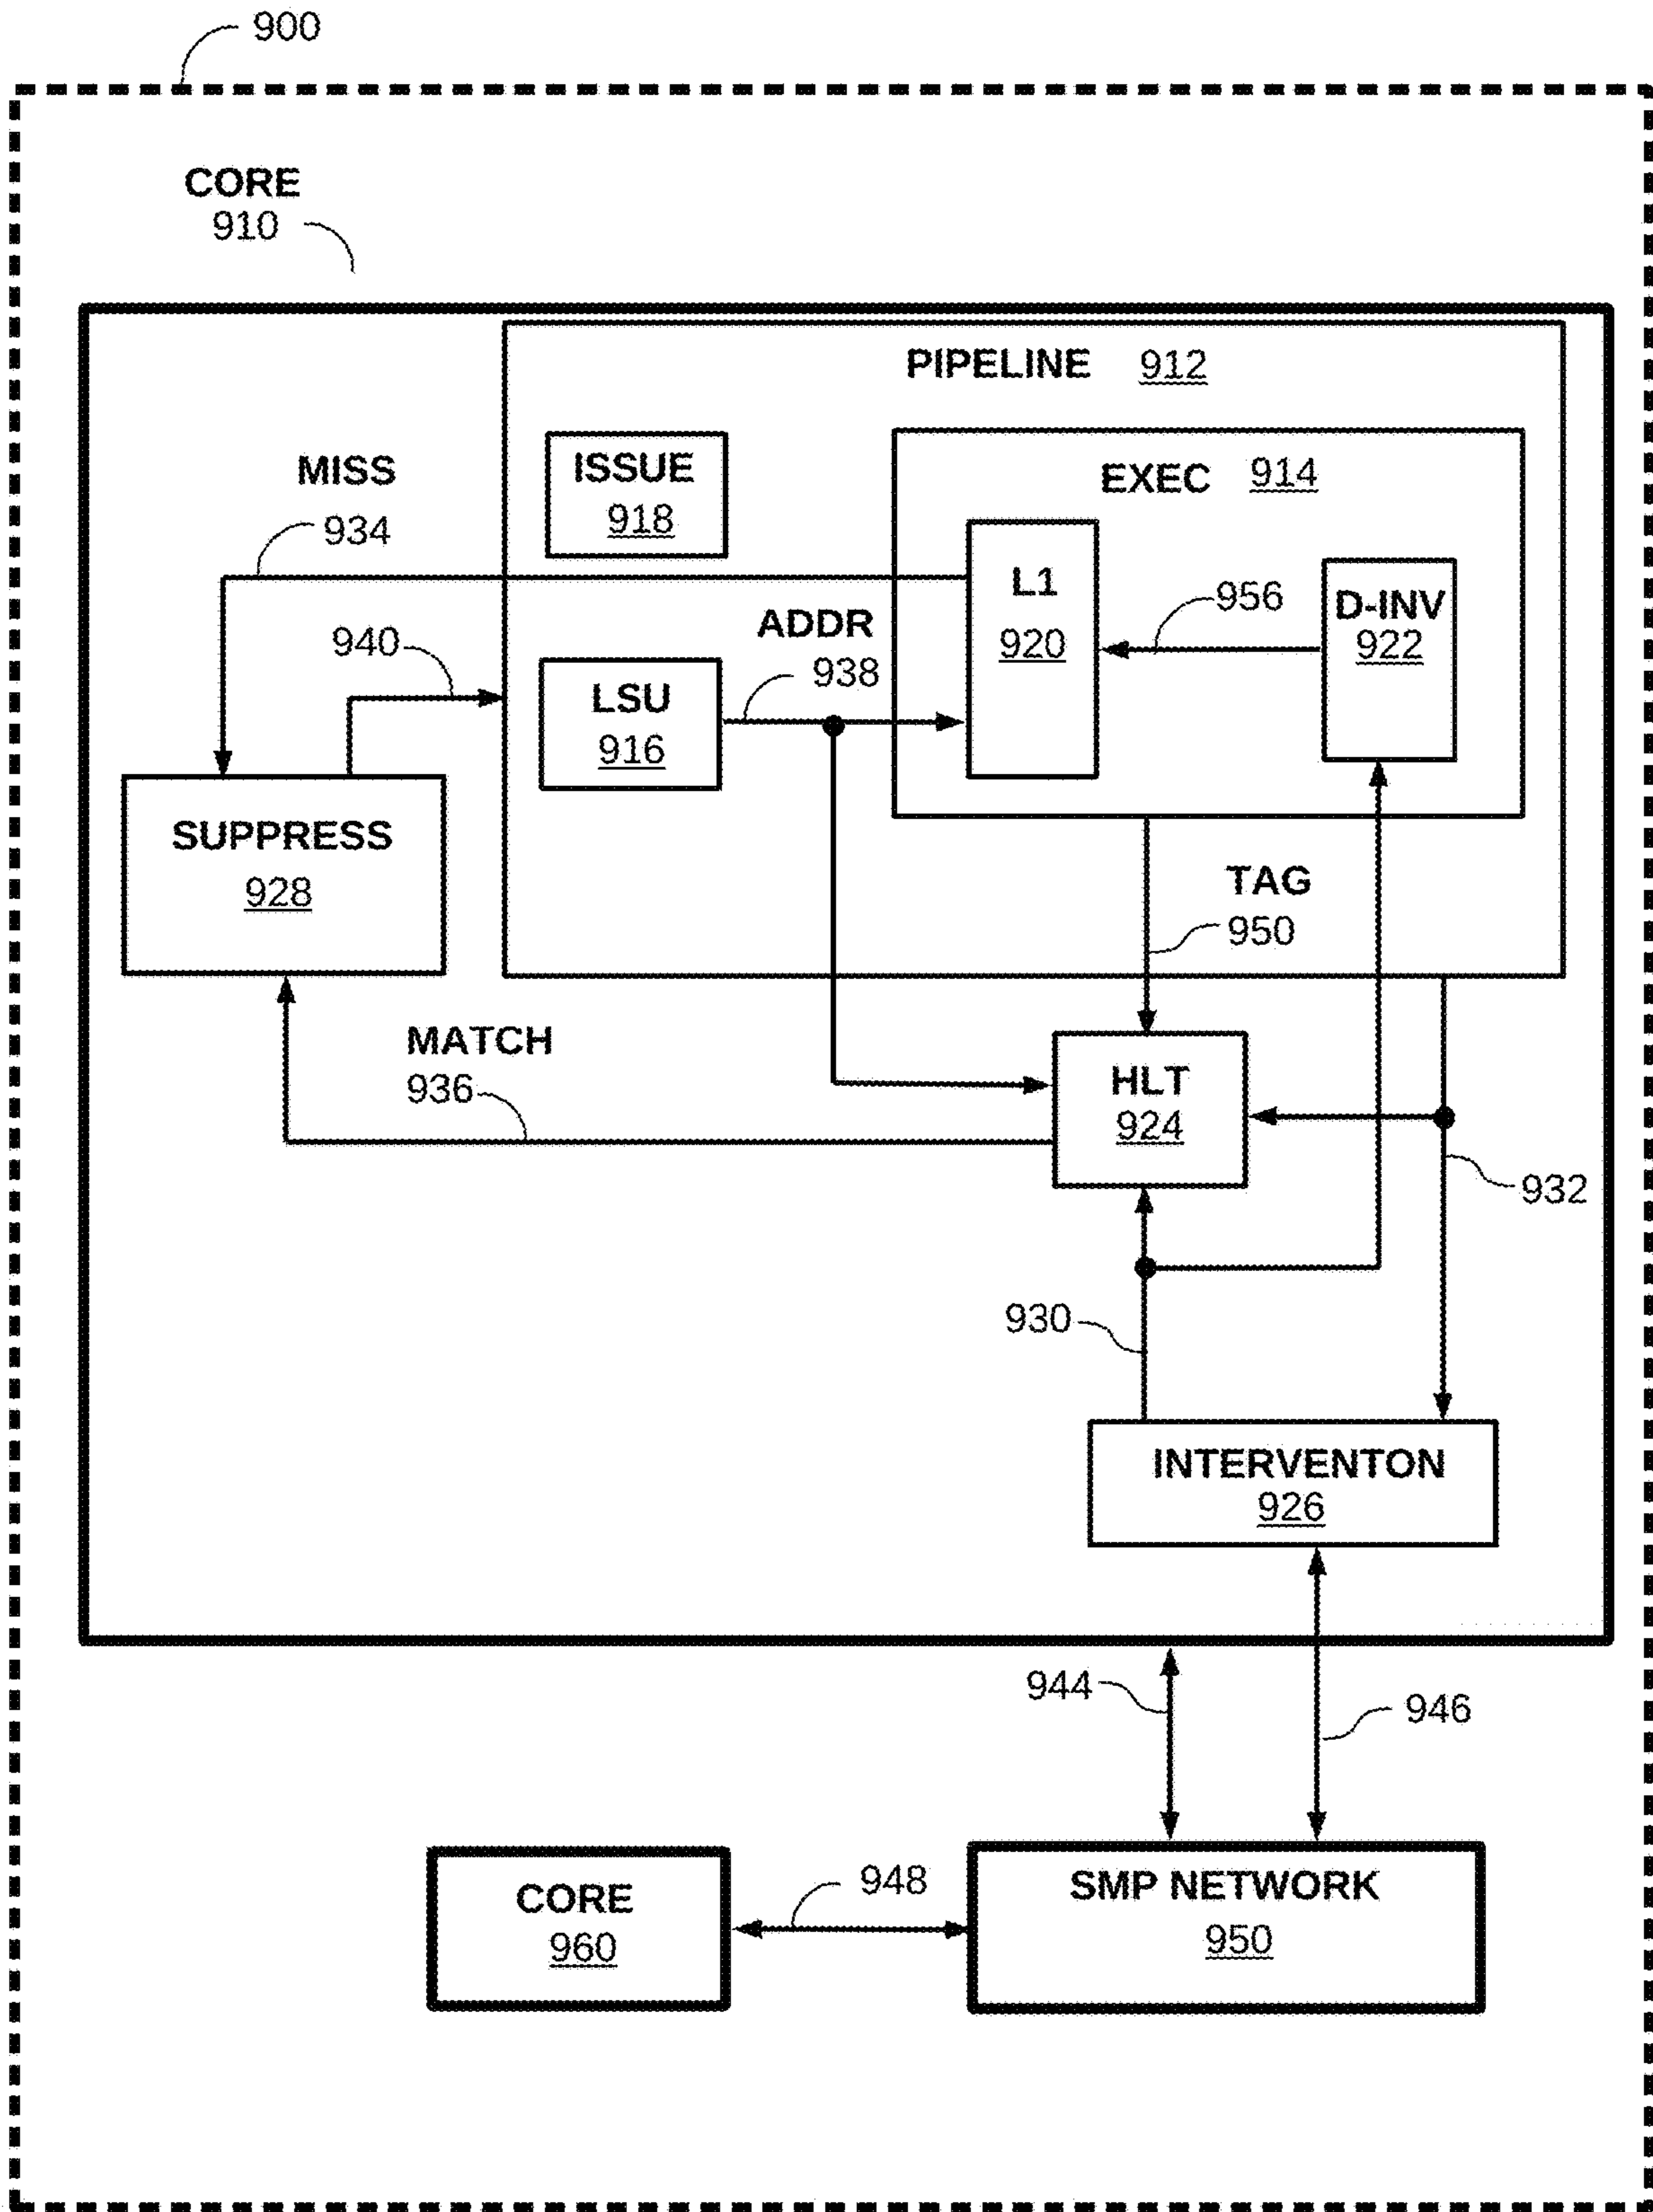 900
CORE
910
PIPELINE 912
ISSUE
918
EXEC 914
MISS
934
L1
920
956
D-INV
922
ADDR
938
940
LSU
916
SUPPRESS
928
TAG
950
MATCH
936
HLT
924
932
930
INTERVENTON
926
944
946
CORE
960
948
SMP NETWORK
950